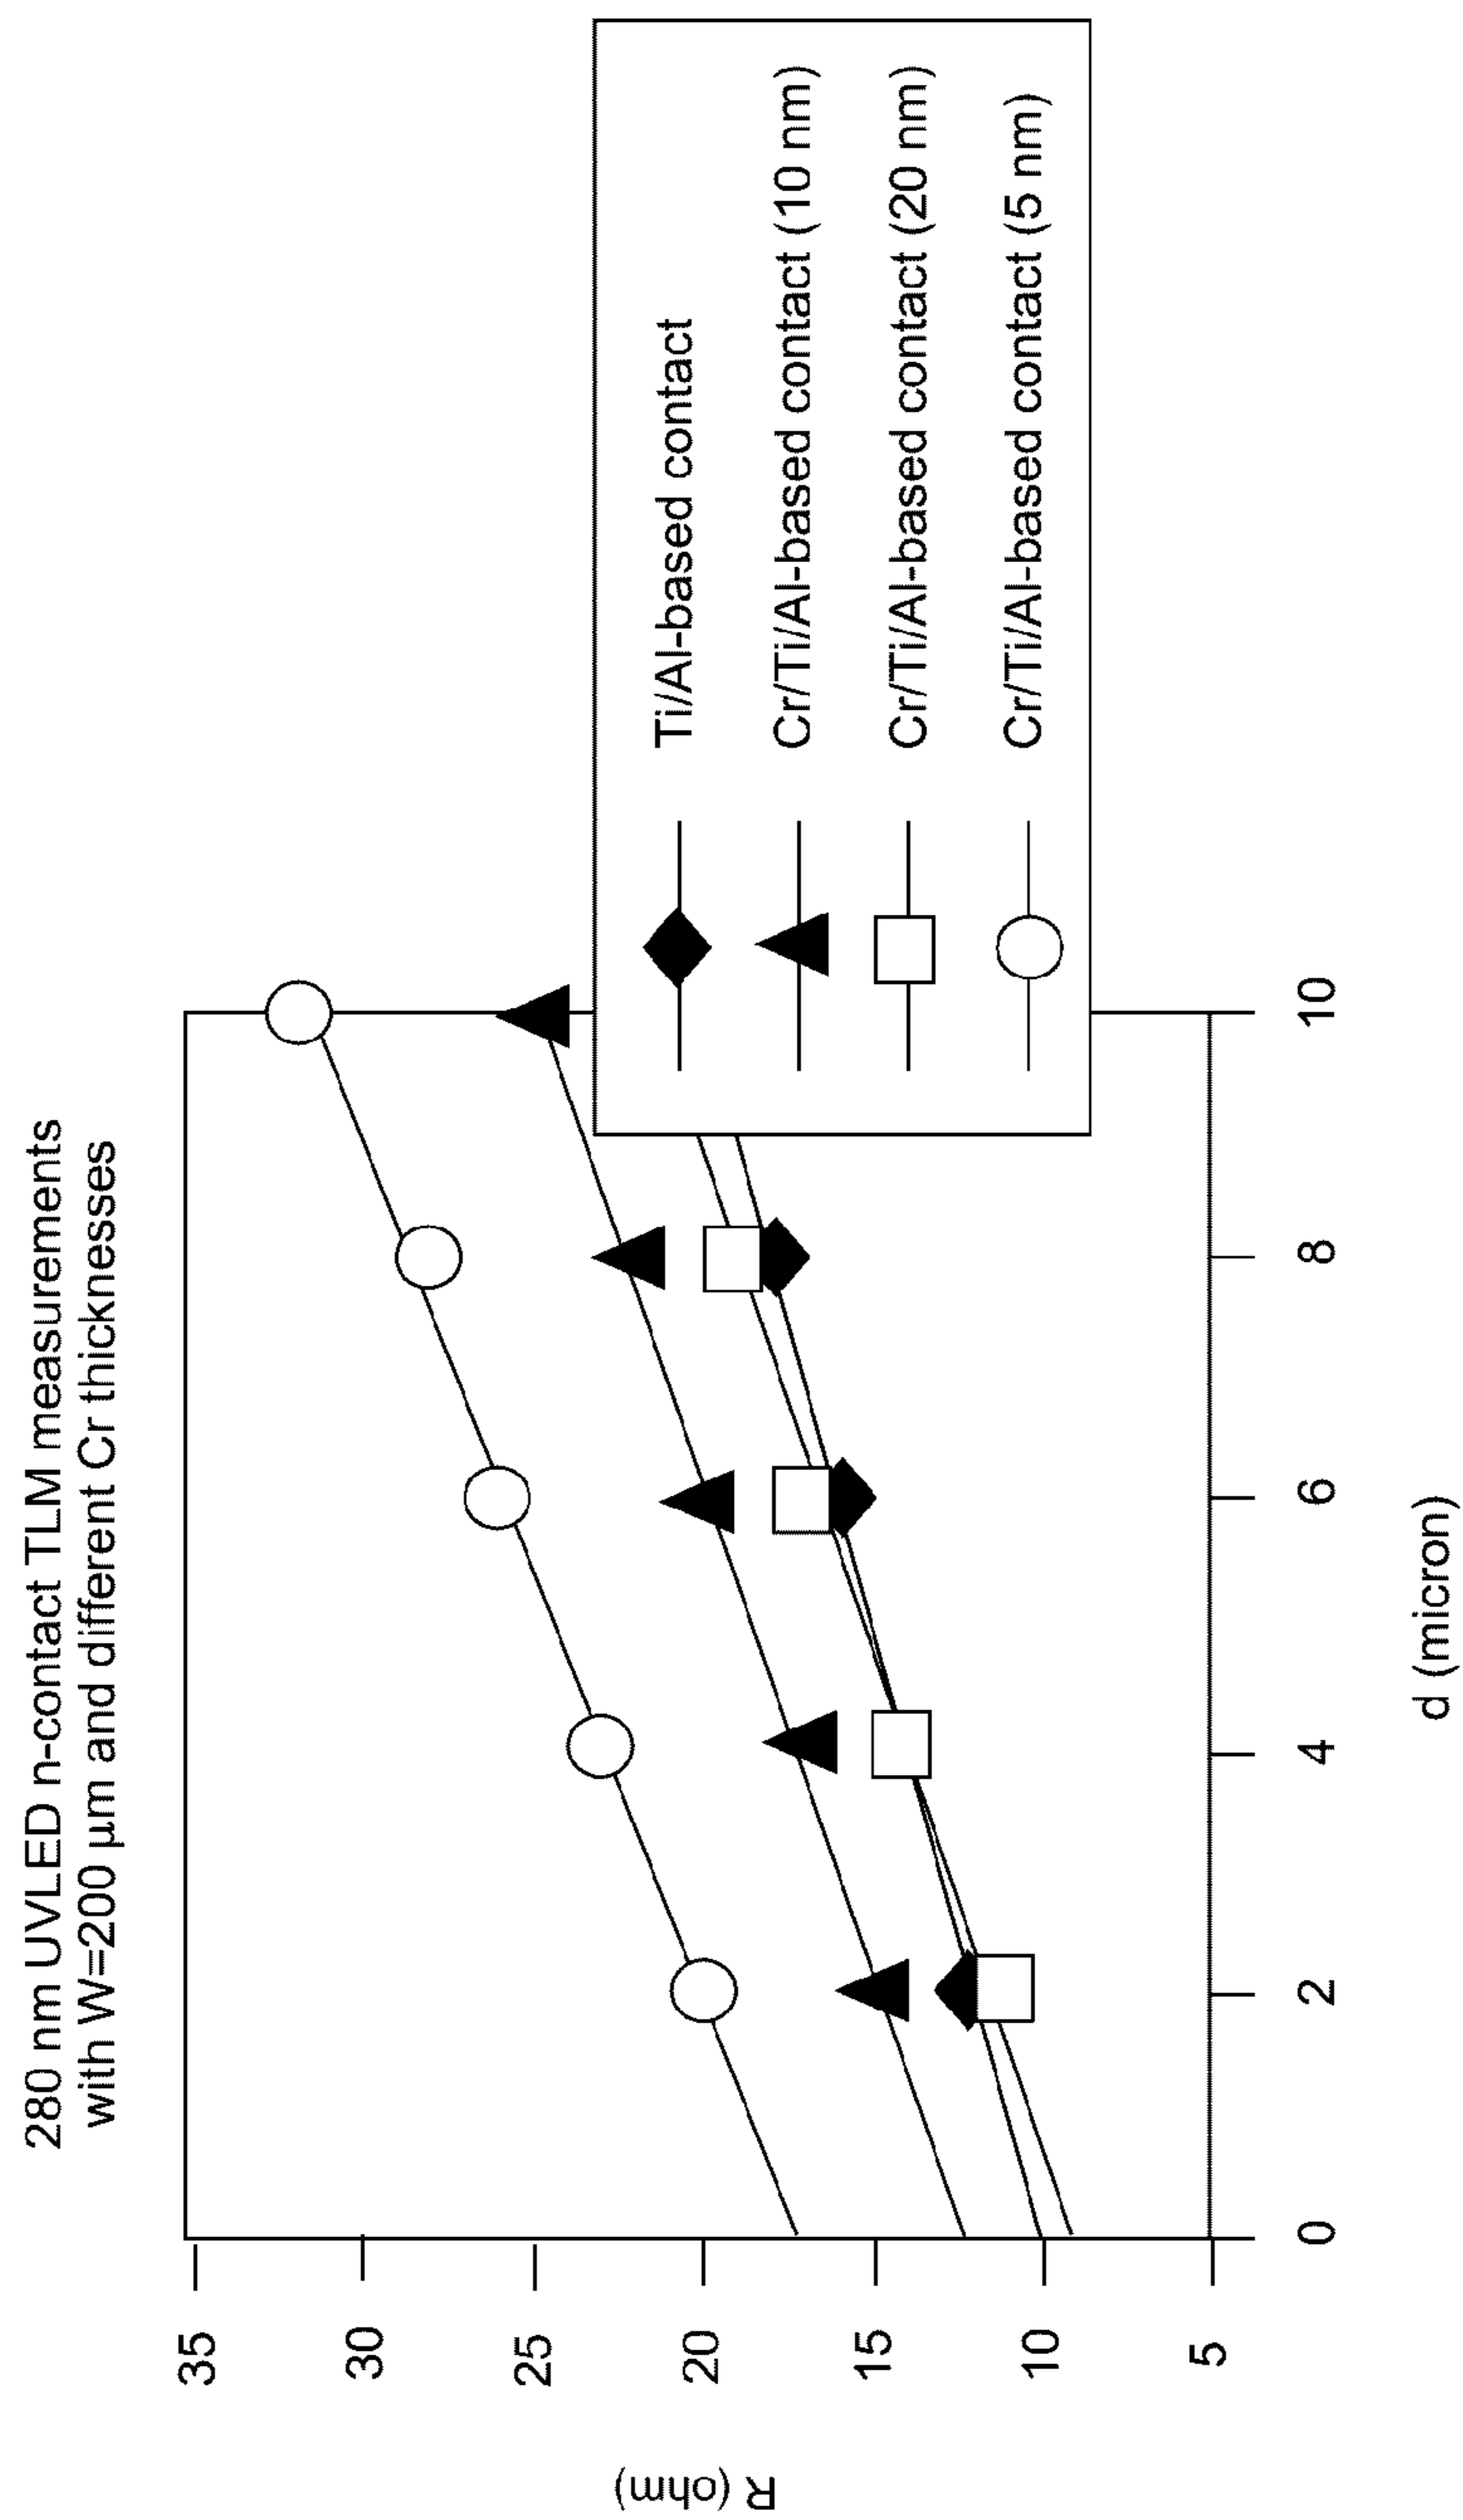 280 nm UVLED n-contact TLM measurements
with W=200 µm and different Cr thicknesses
35
30
25
20
15
10
5
R (ohm)
0
2
4
6
8
10
d (micron)
Ti/Al-based contact
Cr/Ti/Al-based contact (10 nm)
Cr/Ti/Al-based contact (20 nm)
Cr/Ti/Al-based contact (5 nm)